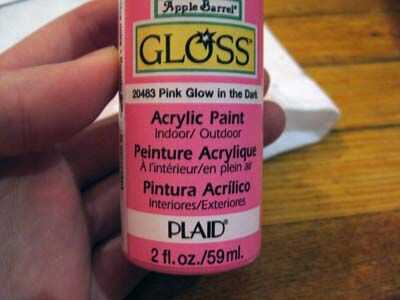 Apple Barrel®
GLOSS™
20483 Pink Glow in the Dark
Acrylic Paint
Indoor/ Outdoor
Peinture Acrylique
À l'intérieur/en plein air
Pintura Acrílico
Interiores/Exteriores
PLAID®
2 fl. oz./59 ml.